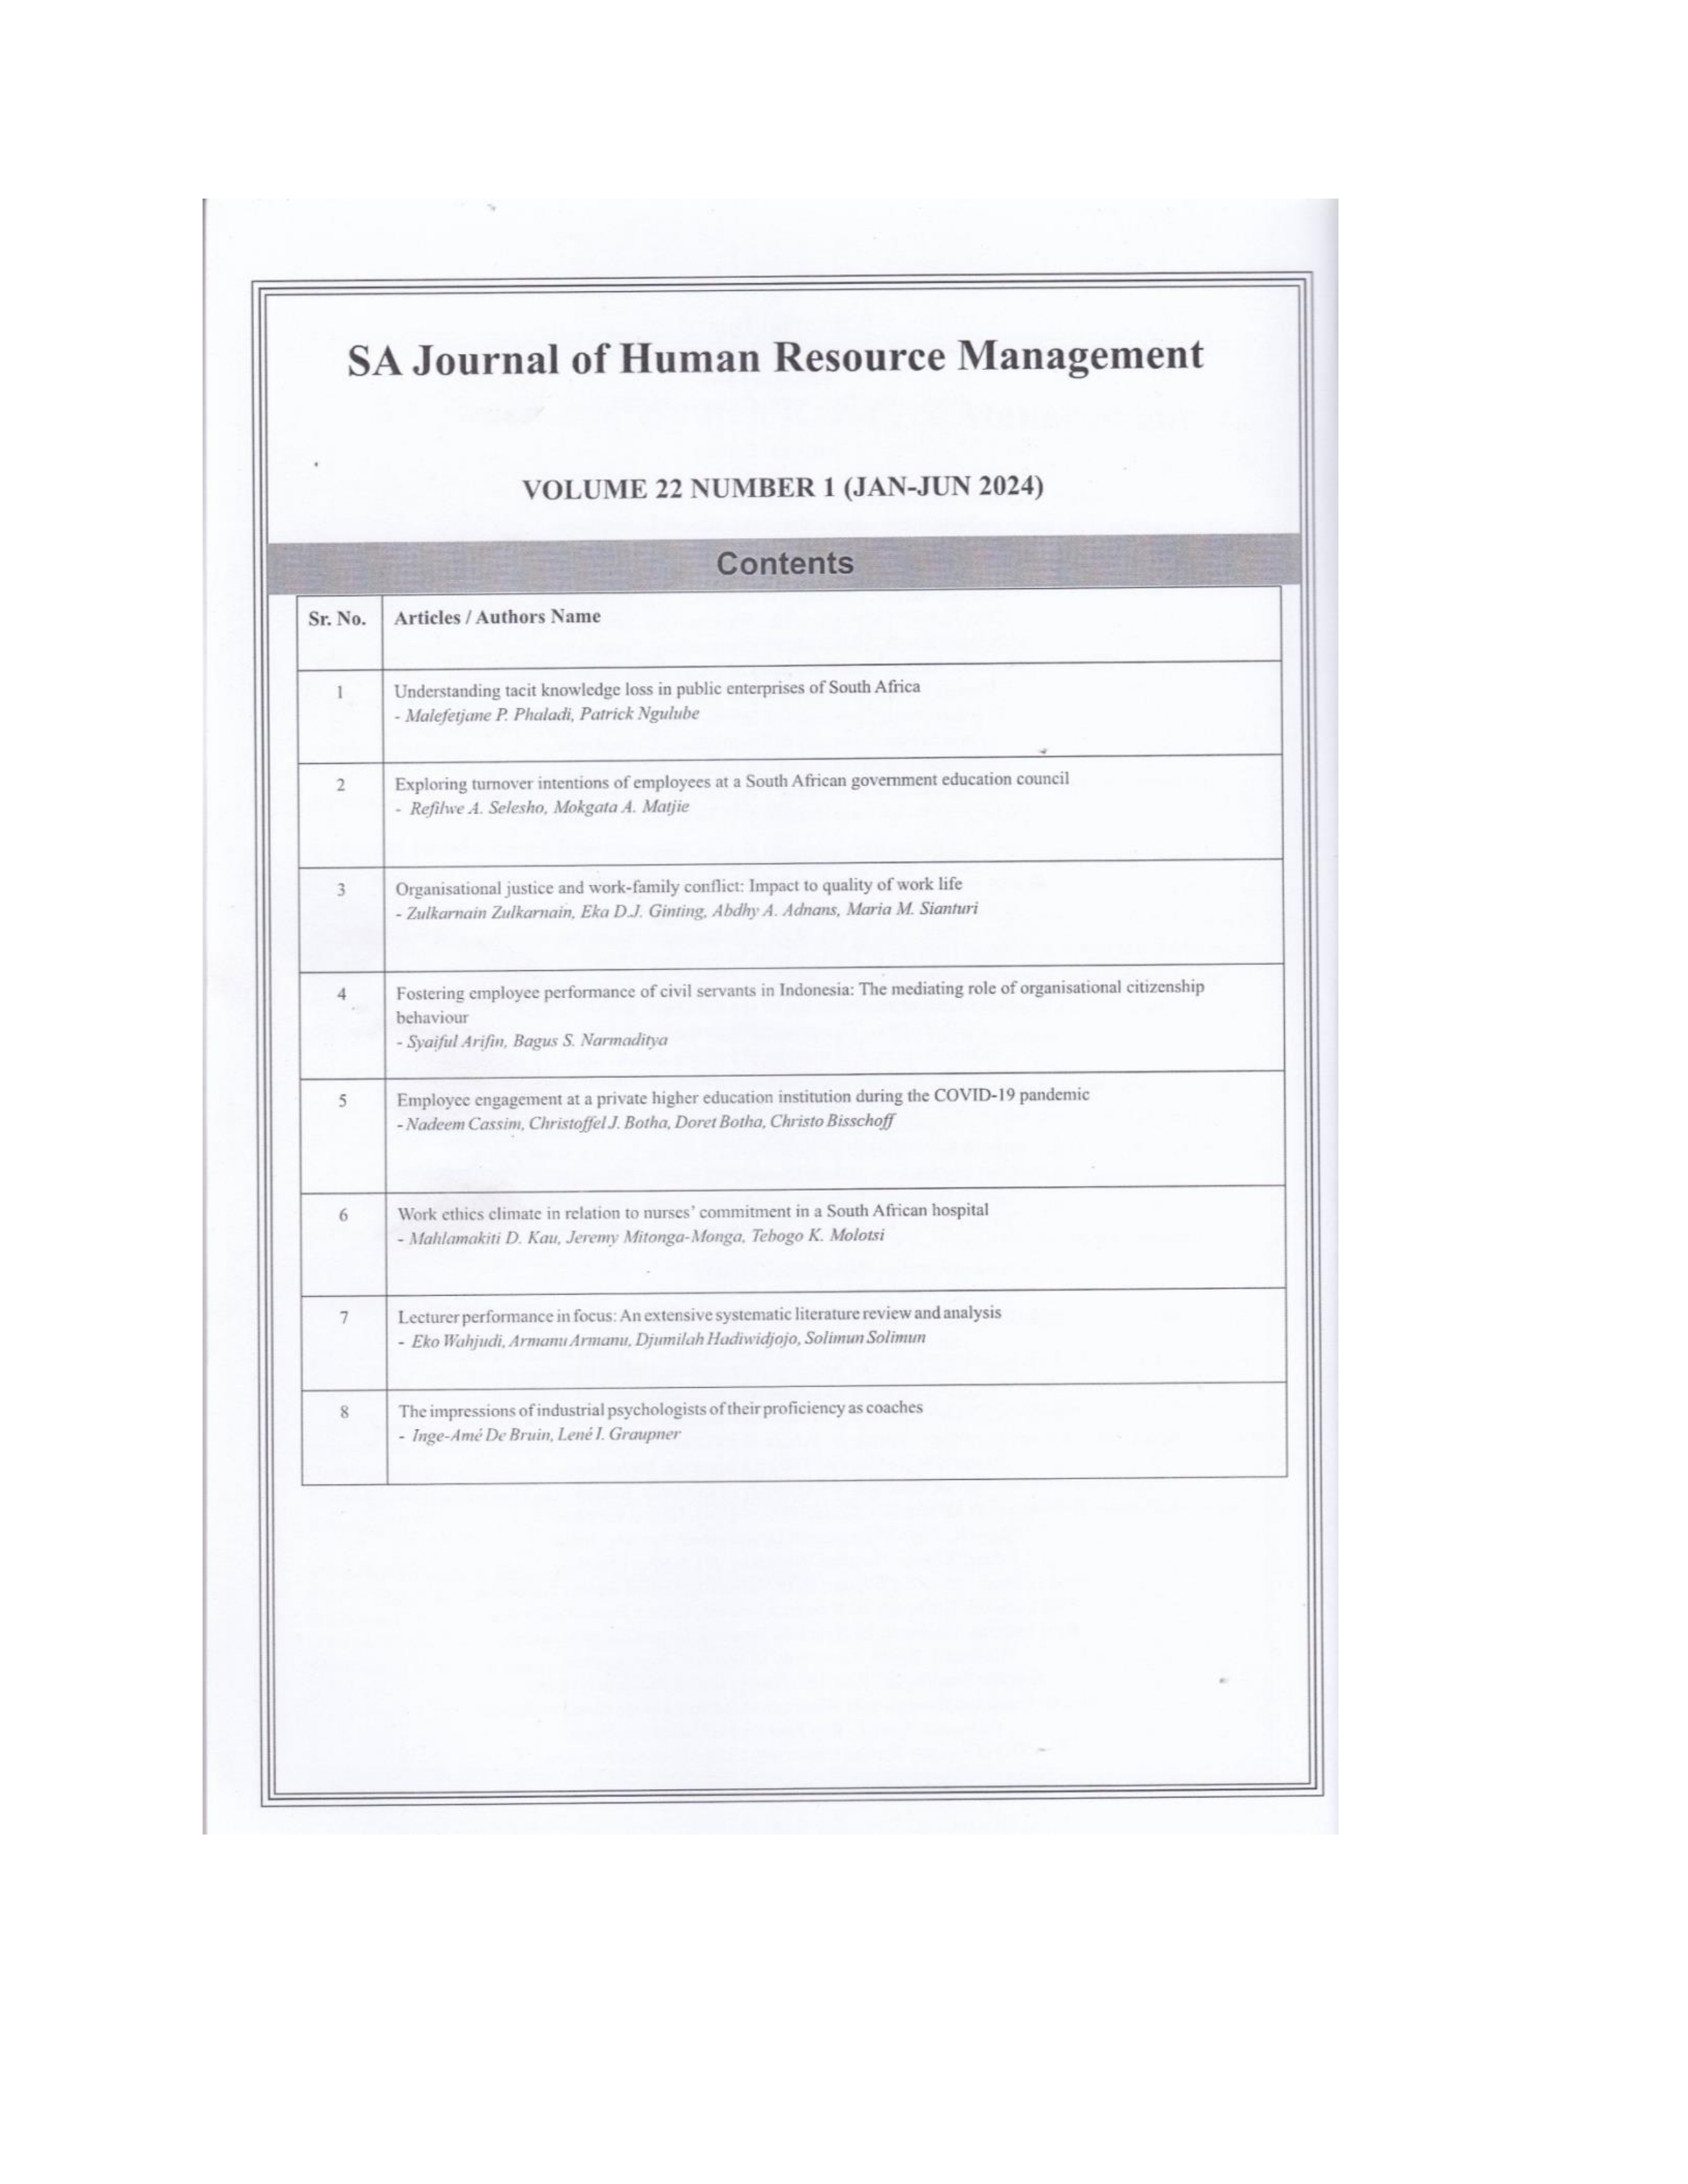 SA Journal of Human Resource Management
VOLUME 22 NUMBER 1 (JAN-JUN 2024)
Contents
Sr. No. Articles / Authors Name
1 Understanding tacit knowledge loss in public enterprises of South Africa
- Malefetjane P. Phaladi, Patrick Ngulube
2 Exploring turnover intentions of employees at a South African government education council
- Refilwe A. Selesho, Mokgata A. Matjie
3 Organisational justice and work-family conflict: Impact to quality of work life
- Zulkarnain Zulkarnain, Eka D.J. Ginting, Abdhy A. Adnans, Maria M. Sianturi
4 Fostering employee performance of civil servants in Indonesia: The mediating role of organisational citizenship
behaviour
- Syaiful Arifin, Bagus S. Narmaditya
5 Employee engagement at a private higher education institution during the COVID-19 pandemic
- Nadeem Cassim, Christoffel J. Botha, Doret Botha, Christo Bisschoff
6 Work ethics climate in relation to nurses' commitment in a South African hospital
- Mahlamakiti D. Kau, Jeremy Mitonga-Monga, Tebogo K. Molotsi
7 Lecturer performance in focus: An extensive systematic literature review and analysis
- Eko Wahjudi, Armanu Armanu, Djumilah Hadiwidjojo, Solimun Solimun
8 The impressions of industrial psychologists of their proficiency as coaches
- Inge-Amé De Bruin, Lené I. Graupner